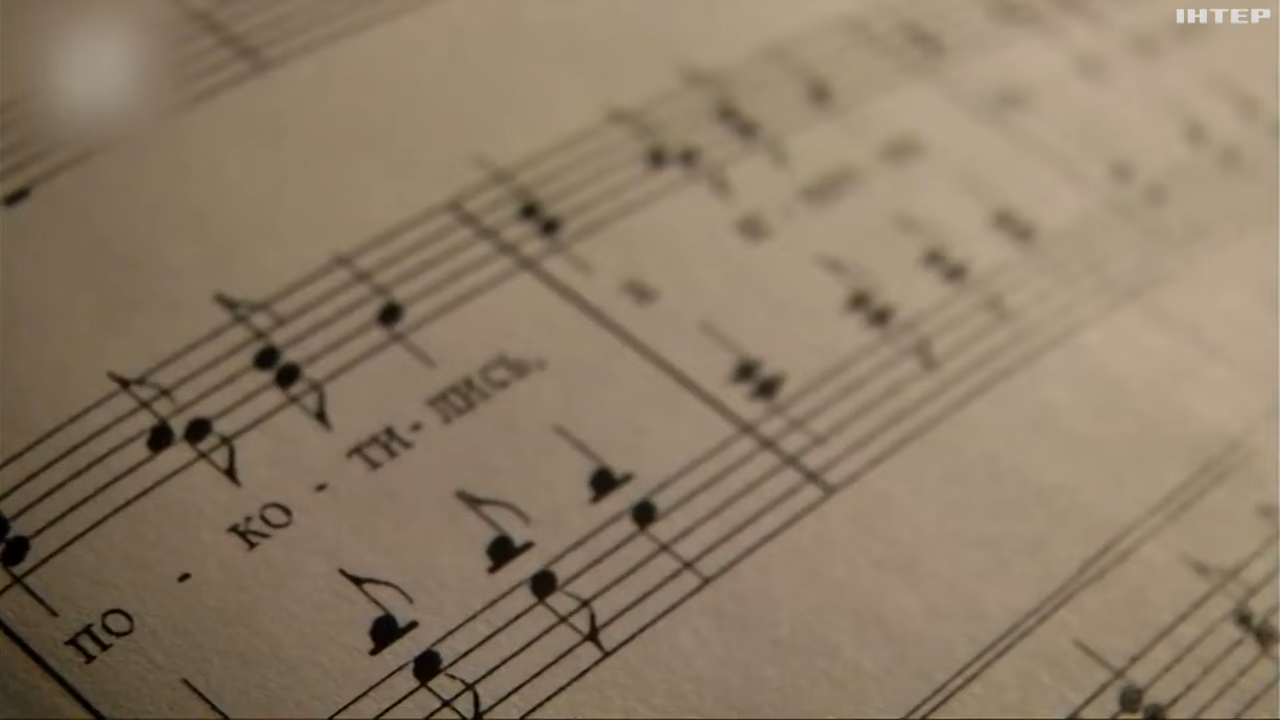 ІНТЕР
ПО - КО - ТИ - ЛИСЬ.